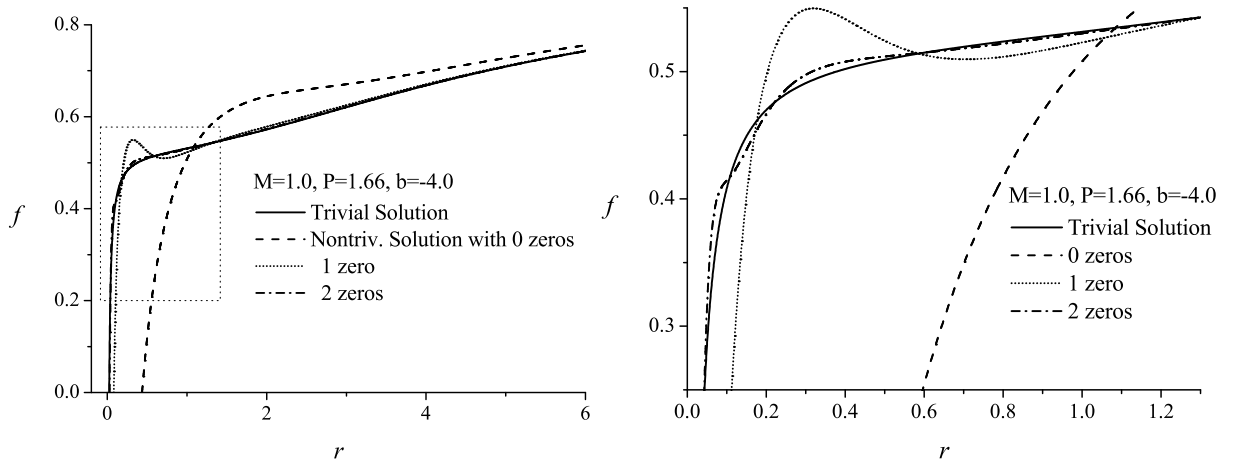 0.8
0.6
0.4
0.2
0.0
f
0 2 4 6
r
M=1.0, P=1.66, b=-4.0
Trivial Solution
Nontriv. Solution with 0 zeros
1 zero
2 zeros
0.5
0.4
0.3
f
0.0 0.2 0.4 0.6 0.8 1.0 1.2
r
M=1.0, P=1.66, b=-4.0
Trivial Solution
0 zeros
1 zero
2 zeros